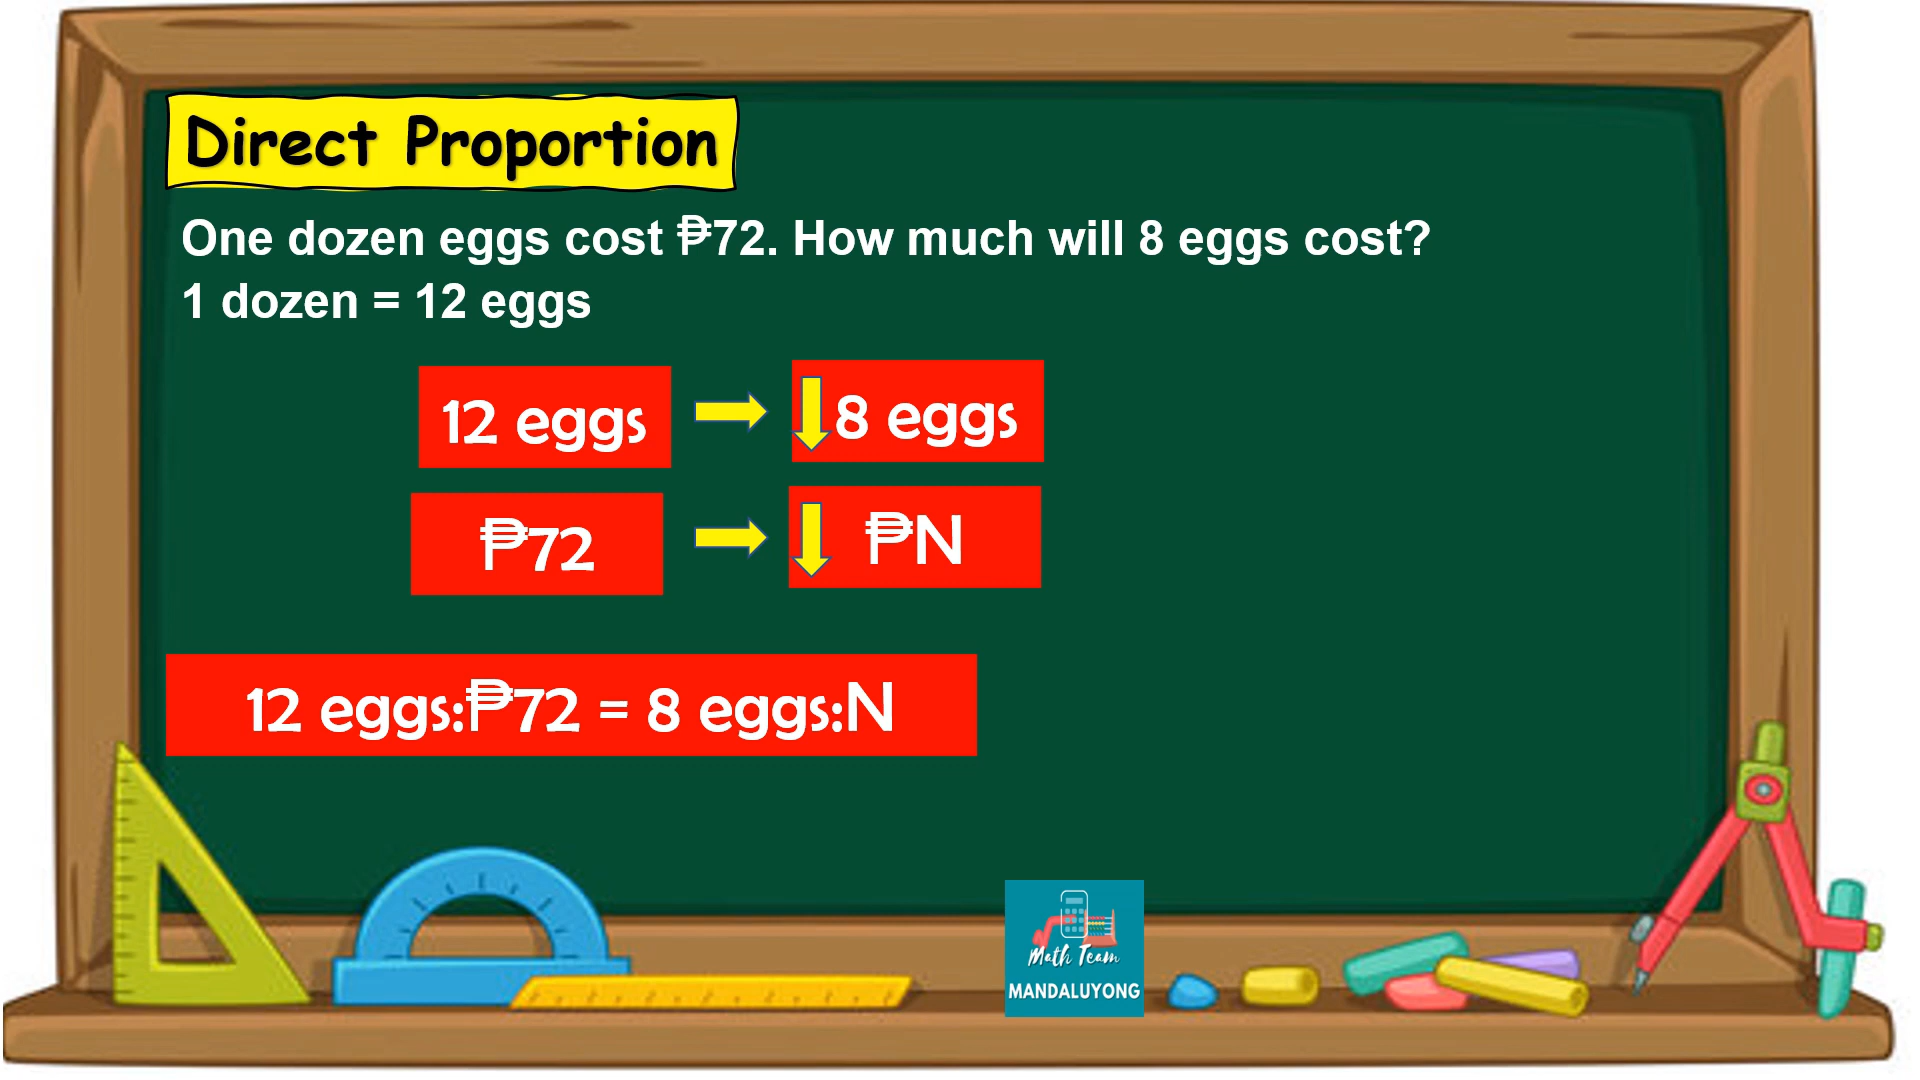 Direct Proportion
One dozen eggs cost ₱72. How much will 8 eggs cost?
1 dozen = 12 eggs
12 eggs
8 eggs
₱72
₱N
12 eggs:₱72 = 8 eggs:N
Math Team
MANDALUYONG